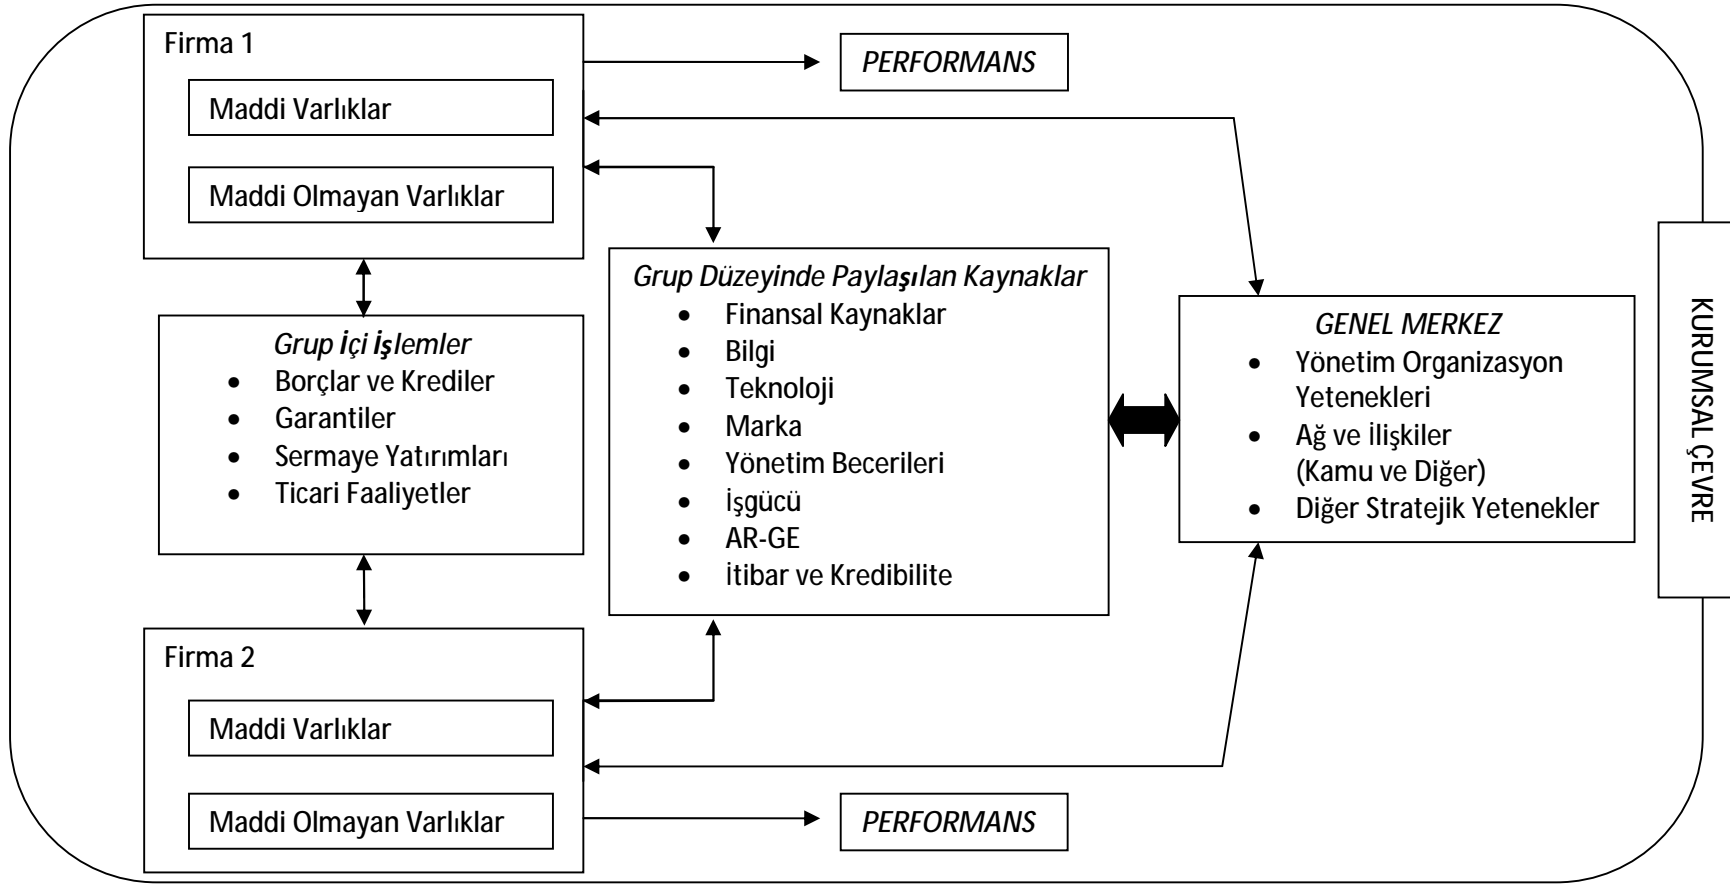 Firma 1
Maddi Varlıklar
Maddi Olmayan Varlıklar
PERFORMANS
Grup İçi İşlemler
• Borçlar ve Krediler
• Garantiler
• Sermaye Yatırımları
• Ticari Faaliyetler
Grup Düzeyinde Paylaşılan Kaynaklar
• Finansal Kaynaklar
• Bilgi
• Teknoloji
• Marka
• Yönetim Becerileri
• İşgücü
• AR-GE
• İtibar ve Kredibilite
GENEL MERKEZ
• Yönetim Organizasyon
Yetenekleri
• Ağ ve İlişkiler
(Kamu ve Diğer)
• Diğer Stratejik Yetenekler
KURUMSAL ÇEVRE
Firma 2
Maddi Varlıklar
Maddi Olmayan Varlıklar
PERFORMANS